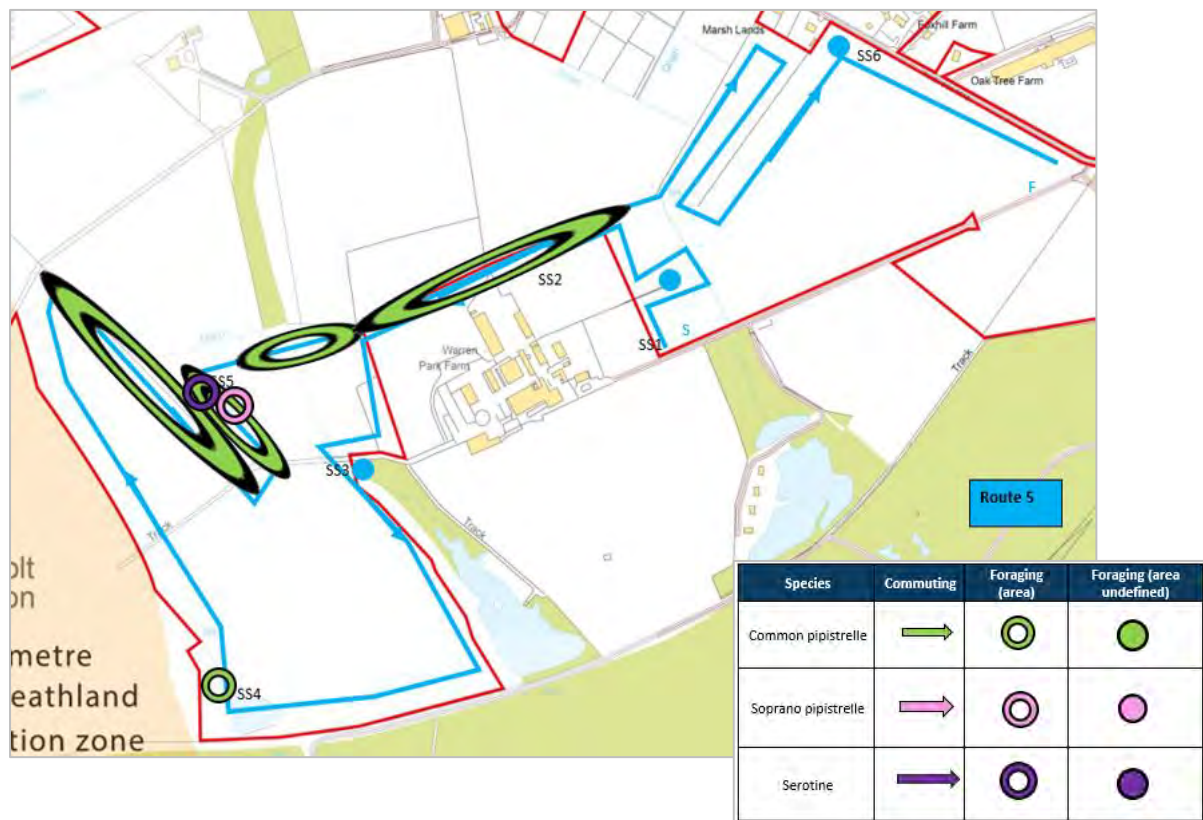 Marsh Lands
Foxhill Farm
SS6
Oak Tree Farm
Drain
F
SS2
SS1
S
Warren
Park Farm
SS5
SS3
Track
Track
Track
Route 5
olt
on
metre
eathland
tion zone
SS4
Species
Commuting
Foraging
(area)
Foraging (area
undefined)
Common pipistrelle
Soprano pipistrelle
Serotine